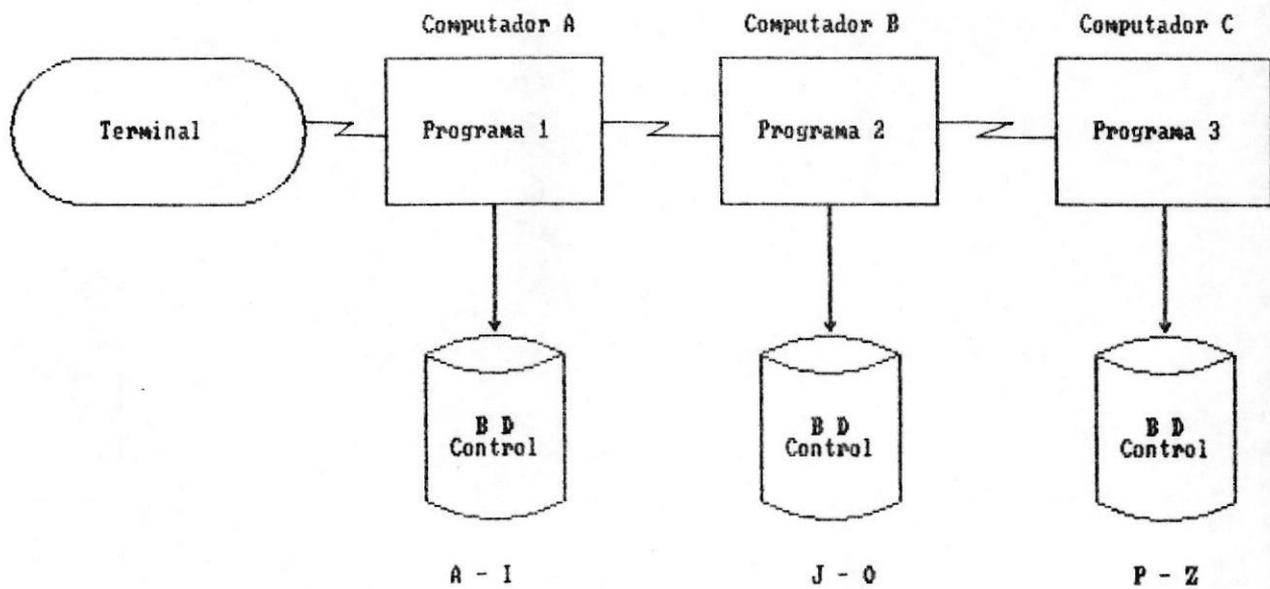 Computador A
Computador B
Computador C
Terminal
Programa 1
Programa 2
Programa 3
B D
Control
B D
Control
B D
Control
A - I
J - O
P - Z